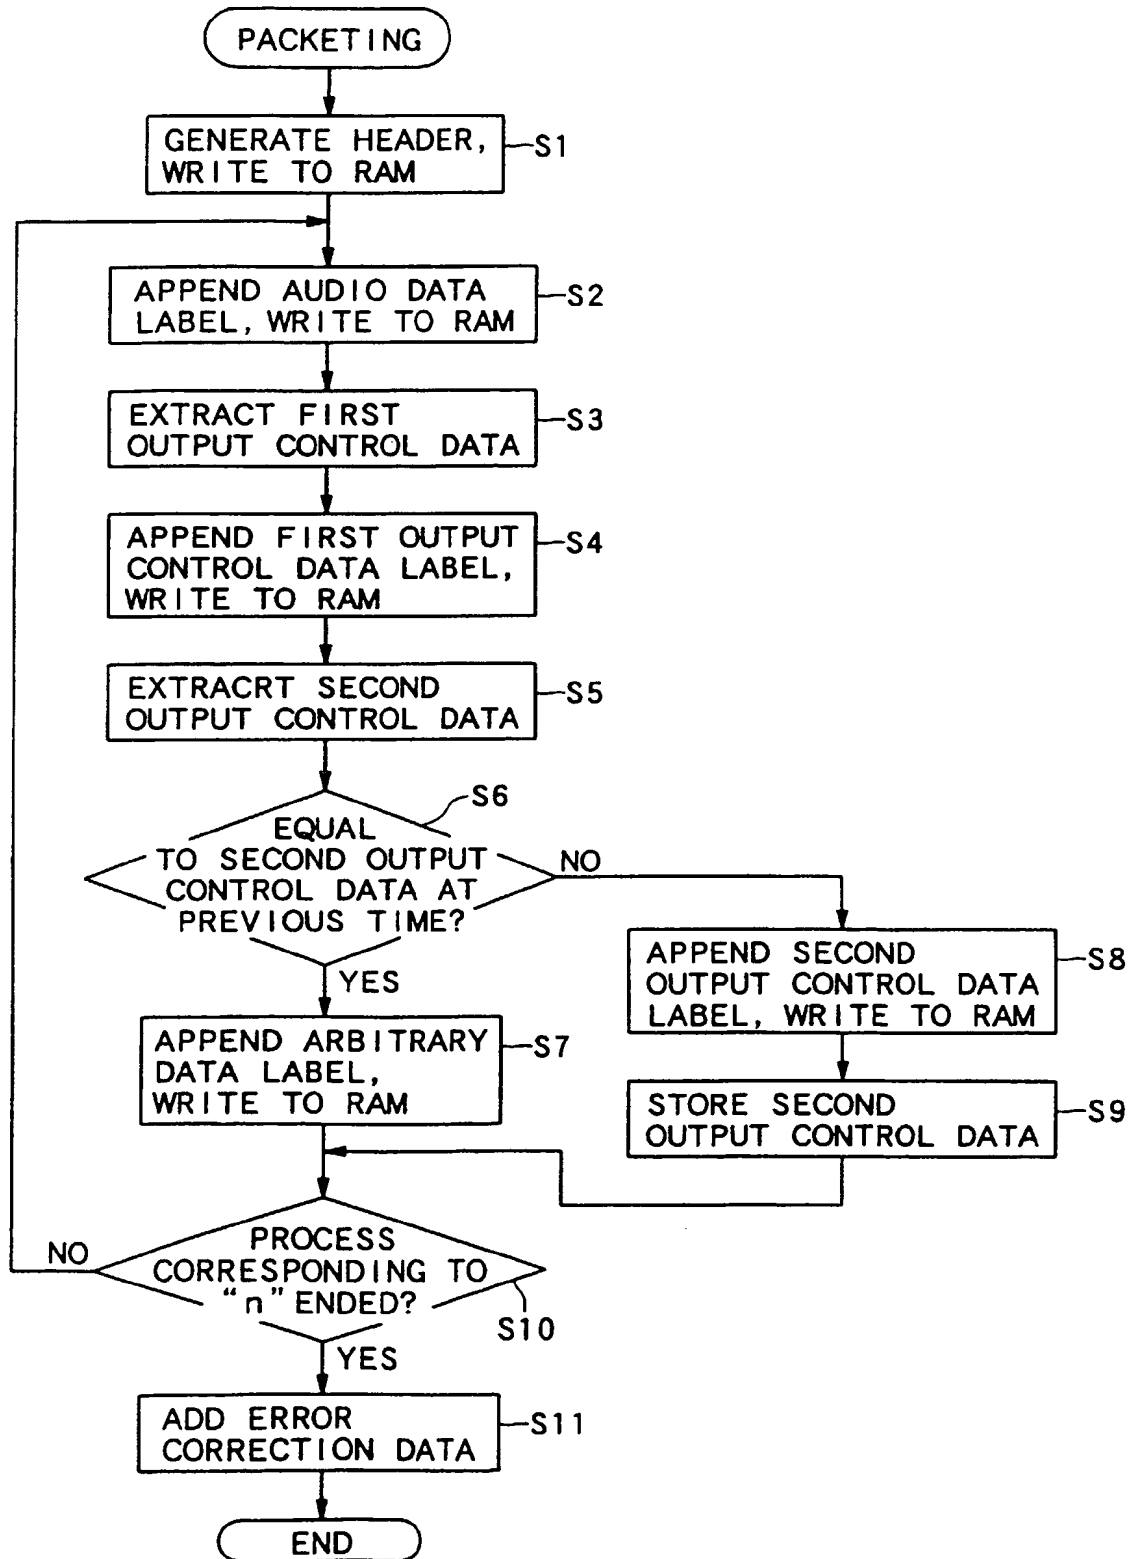 PACKETING
GENERATE HEADER,
WRITE TO RAM
S1
APPEND AUDIO DATA
LABEL, WRITE TO RAM
S2
EXTRACT FIRST
OUTPUT CONTROL DATA
S3
APPEND FIRST OUTPUT
CONTROL DATA LABEL,
WRITE TO RAM
S4
EXTRACRT SECOND
OUTPUT CONTROL DATA
S5
S6
EQUAL
TO SECOND OUTPUT
CONTROL DATA AT
PREVIOUS TIME?
NO
YES
APPEND ARBITRARY
DATA LABEL,
WRITE TO RAM
S7
APPEND SECOND
OUTPUT CONTROL DATA
LABEL, WRITE TO RAM
S8
STORE SECOND
OUTPUT CONTROL DATA
S9
PROCESS
CORRESPONDING TO
"n" ENDED?
S10
NO
YES
ADD ERROR
CORRECTION DATA
S11
END